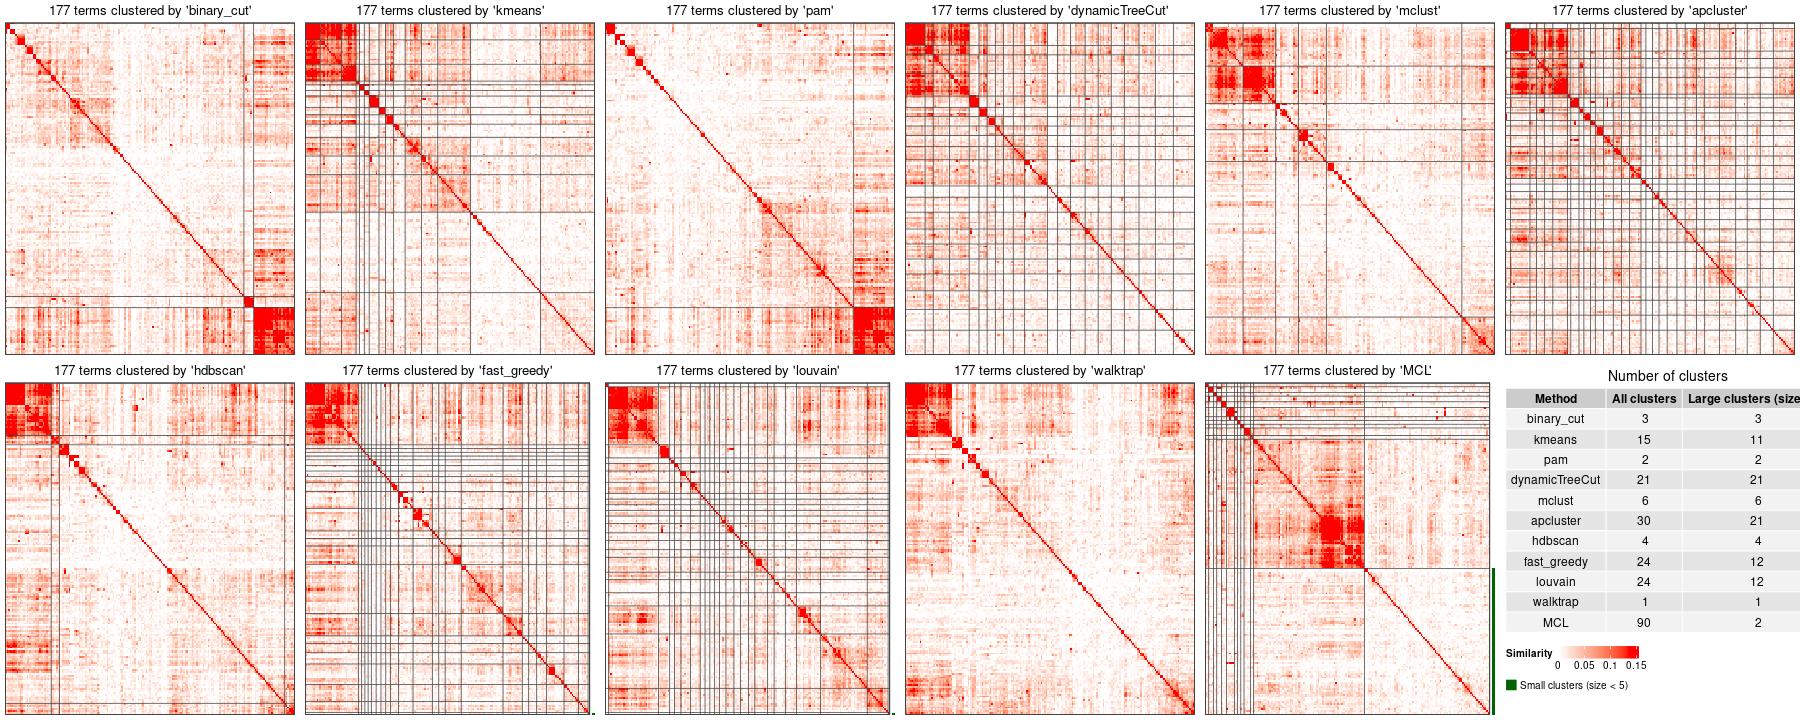 177 terms clustered by 'binary_cut'
177 terms clustered by 'kmeans'
177 terms clustered by 'pam'
177 terms clustered by 'dynamicTreeCut'
177 terms clustered by 'mclust'
177 terms clustered by 'apcluster'
177 terms clustered by 'hdbscan'
177 terms clustered by 'fast_greedy'
177 terms clustered by 'louvain'
177 terms clustered by 'walktrap'
177 terms clustered by 'MCL'
Number of clusters
Method All clusters Large clusters (size
binary_cut 3 3
kmeans 15 11
pam 2 2
dynamicTreeCut 21 21
mclust 6 6
apcluster 30 21
hdbscan 4 4
fast_greedy 24 12
louvain 24 12
walktrap 1 1
MCL 90 2
Similarity
0 0.05 0.1 0.15
Small clusters (size < 5)